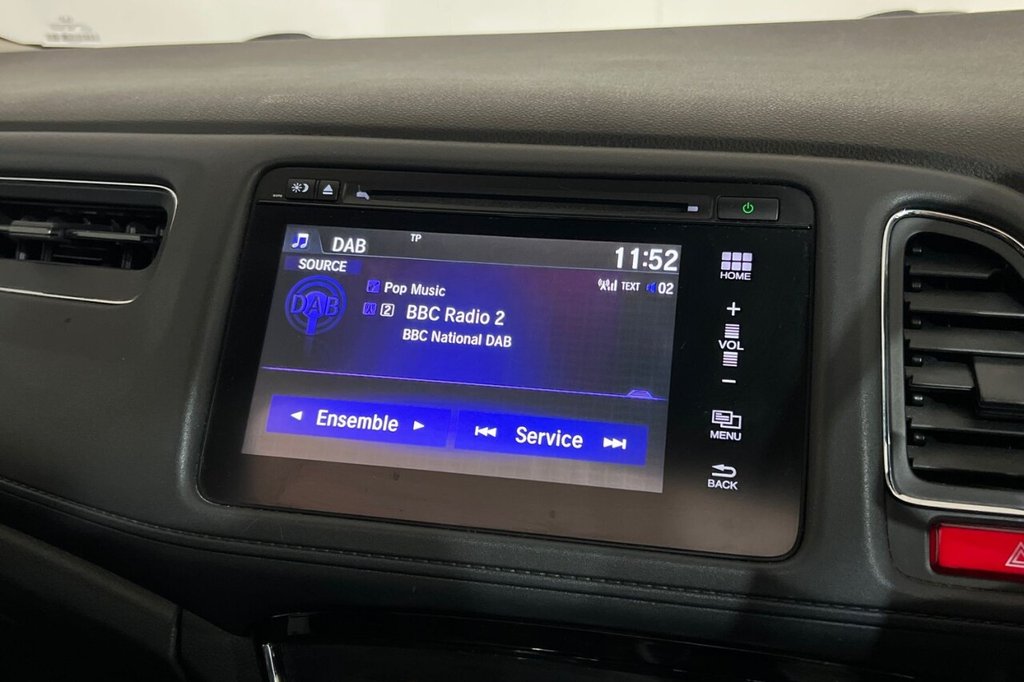 DAB
TP
11:52
SOURCE
TEXT 02
DAB
Pop Music
2 BBC Radio 2
BBC National DAB
Ensemble
Service
HOME
+
VOL
−
MENU
BACK